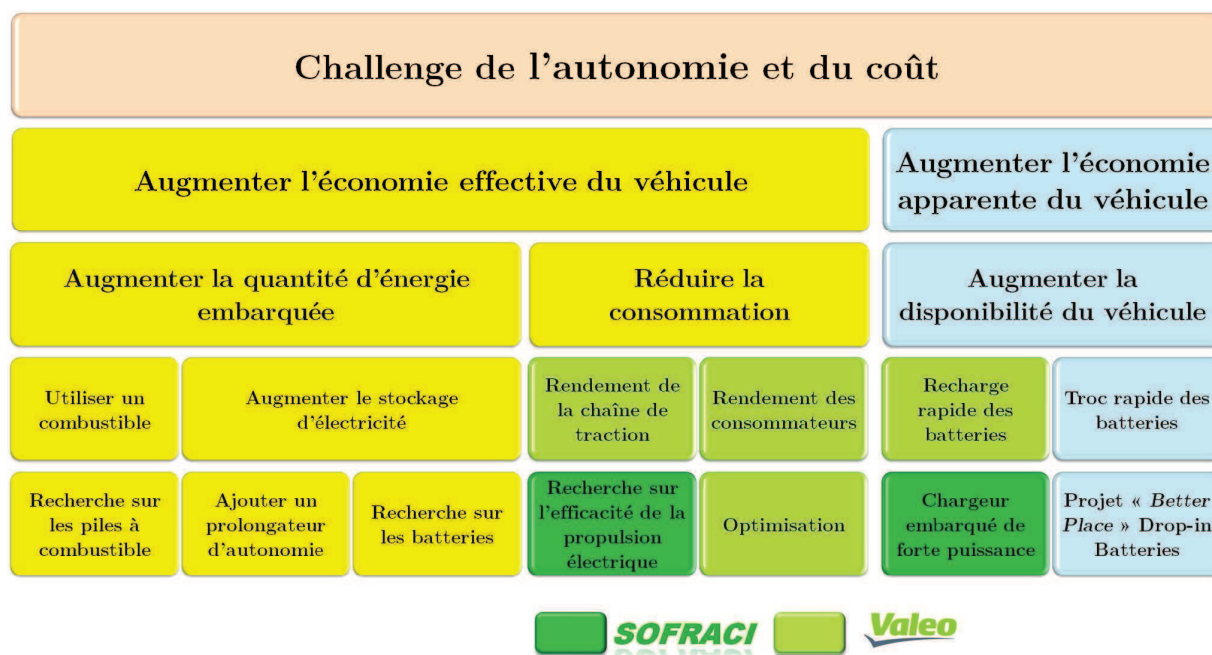 Challenge de l'autonomie et du coût
Augmenter l'économie effective du véhicule
Augmenter l'économie
apparente du véhicule
Augmenter la quantité d'énergie
embarquée
Réduire la
consommation
Augmenter la
disponibilité du véhicule
Utiliser un
combustible
Augmenter le stockage
d'électricité
Rendement de
la chaîne de
traction
Rendement des
consommateurs
Recharge
rapide des
batteries
Troc rapide des
batteries
Recherche sur
les piles à
combustible
Ajouter un
prolongateur
d'autonomie
Recherche sur
les batteries
Recherche sur
l'efficacité de la
propulsion
électrique
Optimisation
Chargeur
embarqué de
forte puissance
Projet « Better
Place » Drop-in
Batteries
SOFRACI
Valeo